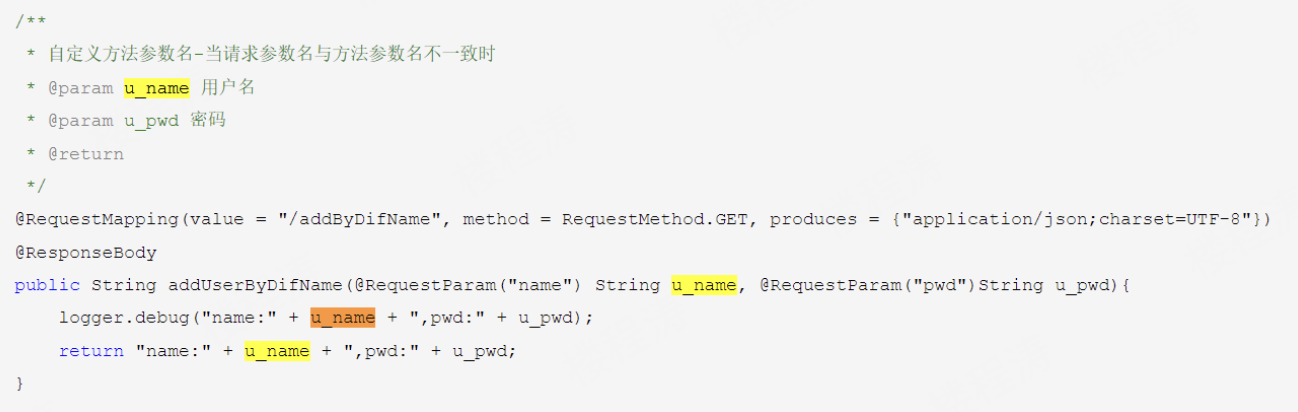 /**
 * 自定义方法参数名-当请求参数名与方法参数名不一致时
 * @param u_name 用户名
 * @param u_pwd 密码
 * @return
 */
@RequestMapping(value = "/addByDifName", method = RequestMethod.GET, produces = {"application/json;charset=UTF-8"})
@ResponseBody
public String addUserByDifName(@RequestParam("name") String u_name, @RequestParam("pwd")String u_pwd){
    logger.debug("name:" + u_name + ",pwd:" + u_pwd);
    return "name:" + u_name + ",pwd:" + u_pwd;
}